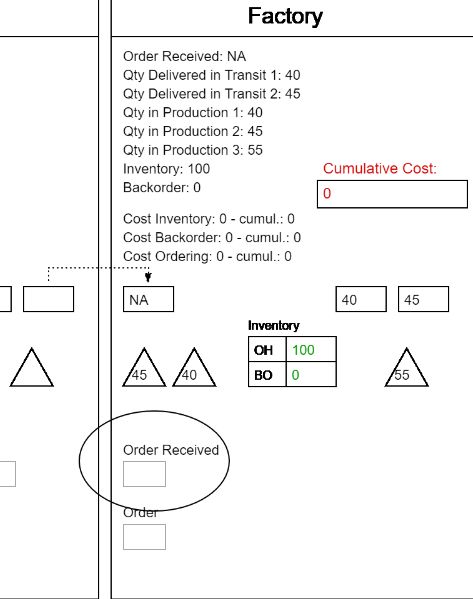 Factory
Order Received: NA
Qty Delivered in Transit 1: 40
Qty Delivered in Transit 2: 45
Qty in Production 1: 40
Qty in Production 2: 45
Qty in Production 3: 55
Inventory: 100
Backorder: 0
Cumulative Cost:
0
Cost Inventory: 0 - cumul.: 0
Cost Backorder: 0 - cumul.: 0
Cost Ordering: 0 - cumul.: 0
NA 40 45
Inventory
OH 100
BO 0
45 40 55
Order Received
Order